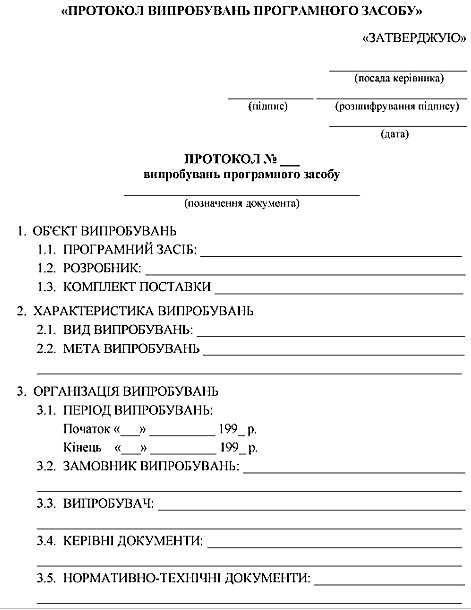 «ПРОТОКОЛ ВИПРОБУВАНЬ ПРОГРАМНОГО ЗАСОБУ»
«ЗАТВЕРДЖУЮ»
(посада керівника)
(підпис) (розшифрування підпису)
(дата)
ПРОТОКОЛ № ___
випробувань програмного засобу
(позначення документа)
1. ОБ'ЄКТ ВИПРОБУВАНЬ
1.1. ПРОГРАМНИЙ ЗАСІБ:
1.2. РОЗРОБНИК:
1.3. КОМПЛЕКТ ПОСТАВКИ
2. ХАРАКТЕРИСТИКА ВИПРОБУВАНЬ
2.1. ВИД ВИПРОБУВАНЬ:
2.2. МЕТА ВИПРОБУВАНЬ
3. ОРГАНІЗАЦІЯ ВИПРОБУВАНЬ
3.1. ПЕРІОД ВИПРОБУВАНЬ:
Початок «___» __________ 199_ р.
Кінець «___» __________ 199_ р.
3.2. ЗАМОВНИК ВИПРОБУВАНЬ:
3.3. ВИПРОБУВАЧ:
3.4. КЕРІВНІ ДОКУМЕНТИ:
3.5. НОРМАТИВНО-ТЕХНІЧНІ ДОКУМЕНТИ: